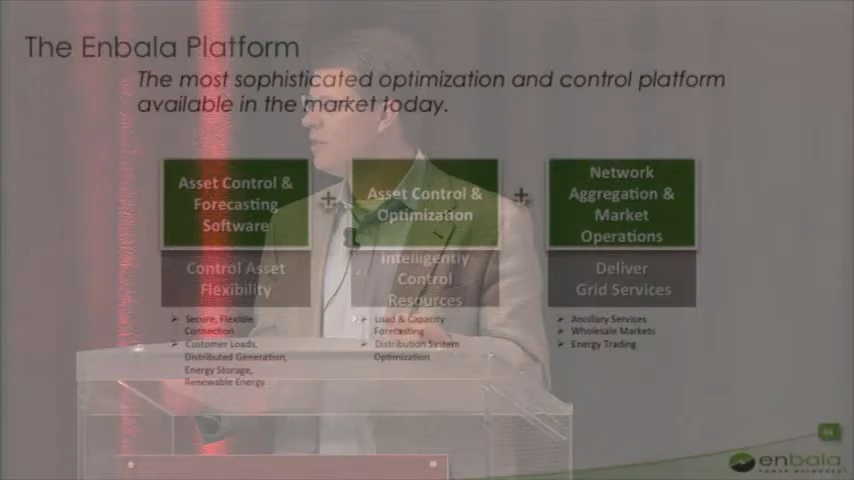 The Enbala Platform
The most sophisticated optimization and control platform
available in the market today.
Asset Control &
Forecasting
Software
+
Asset Control &
Optimization
+
Network
Aggregation &
Market
Operations
Control Asset
Flexibility
Intelligently
Control
Resources
Deliver
Grid Services
Secure, Flexible
Connection
Customer Loads,
Distributed Generation,
Energy Storage,
Renewable Energy
Load & Capacity
Forecasting
Distribution System
Optimization
Ancillary Services
Wholesale Markets
Energy Trading
enbala
POWER NETWORKS